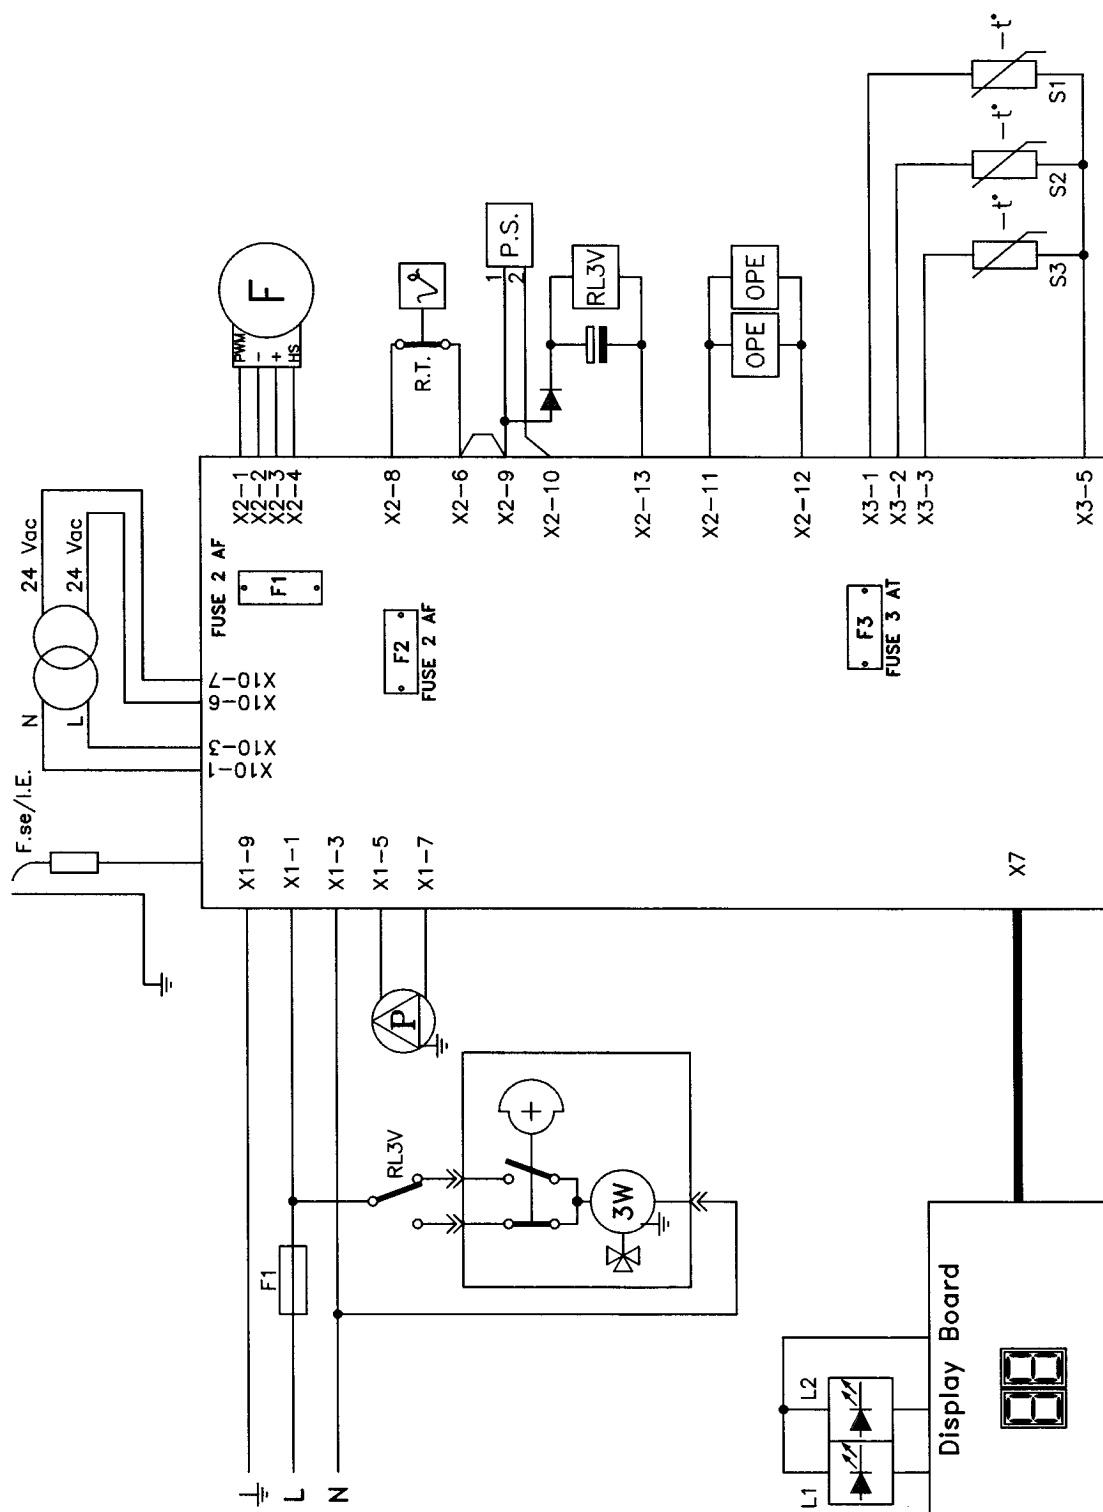 F.se/I.E.
N
L
24 Vac
24 Vac
X10-1
X10-3
X10-6
X10-7
FUSE 2 AF
F1
F2
FUSE 2 AF
F3
FUSE 3 AT
PWM
-
+
HS
F
X2-1
X2-2
X2-3
X2-4
X2-8
X2-6
X2-9
X2-10
X2-13
X2-11
X2-12
X3-1
X3-2
X3-3
X3-5
R.T.
1
2
P.S.
RL3V
OPE
OPE
-t°
S1
-t°
S2
-t°
S3
X1-9
X1-1
X1-3
X1-5
X1-7
X7
P
RL3V
3W
F1
L
N
L1
L2
Display Board
88